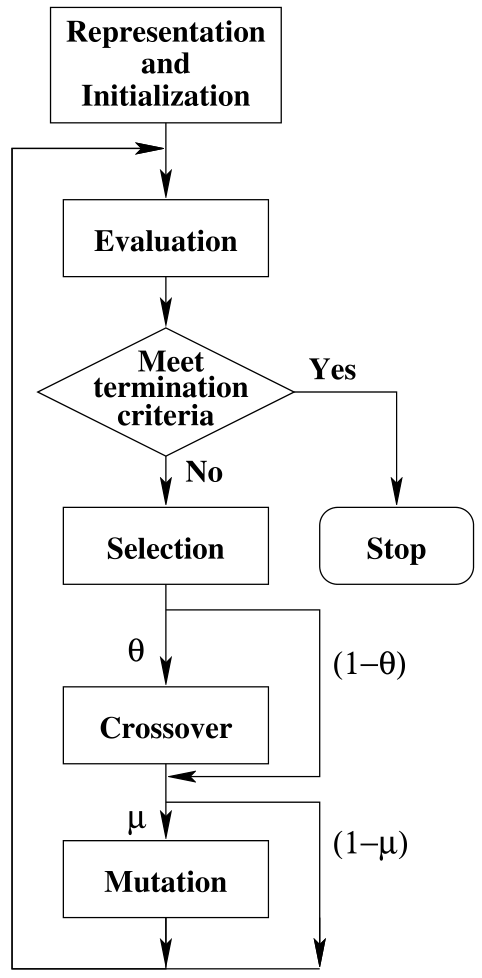 Representation
and
Initialization
Evaluation
Meet
termination
criteria
Yes
No
Selection
Stop
θ
(1−θ)
Crossover
μ
(1−μ)
Mutation